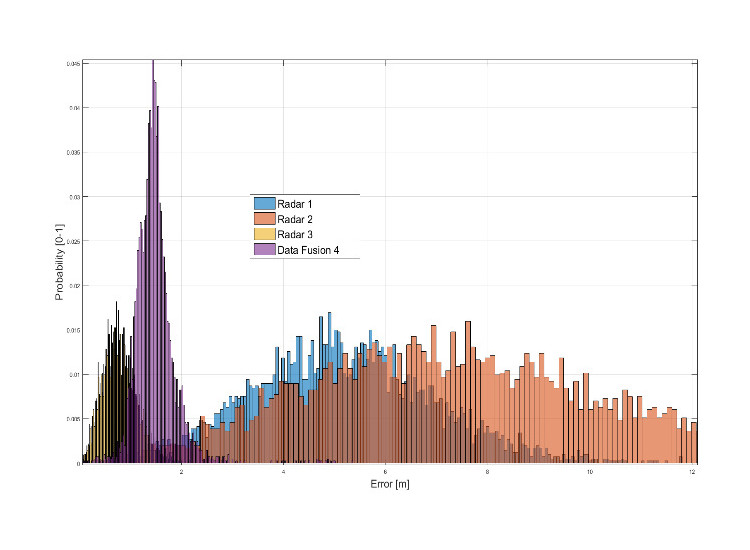 0.045
0.04
0.035
0.03
0.025
0.02
0.015
0.01
0.005
0
Probability [0-1]
Radar 1
Radar 2
Radar 3
Data Fusion 4
2 4 6 8 10 12
Error [m]